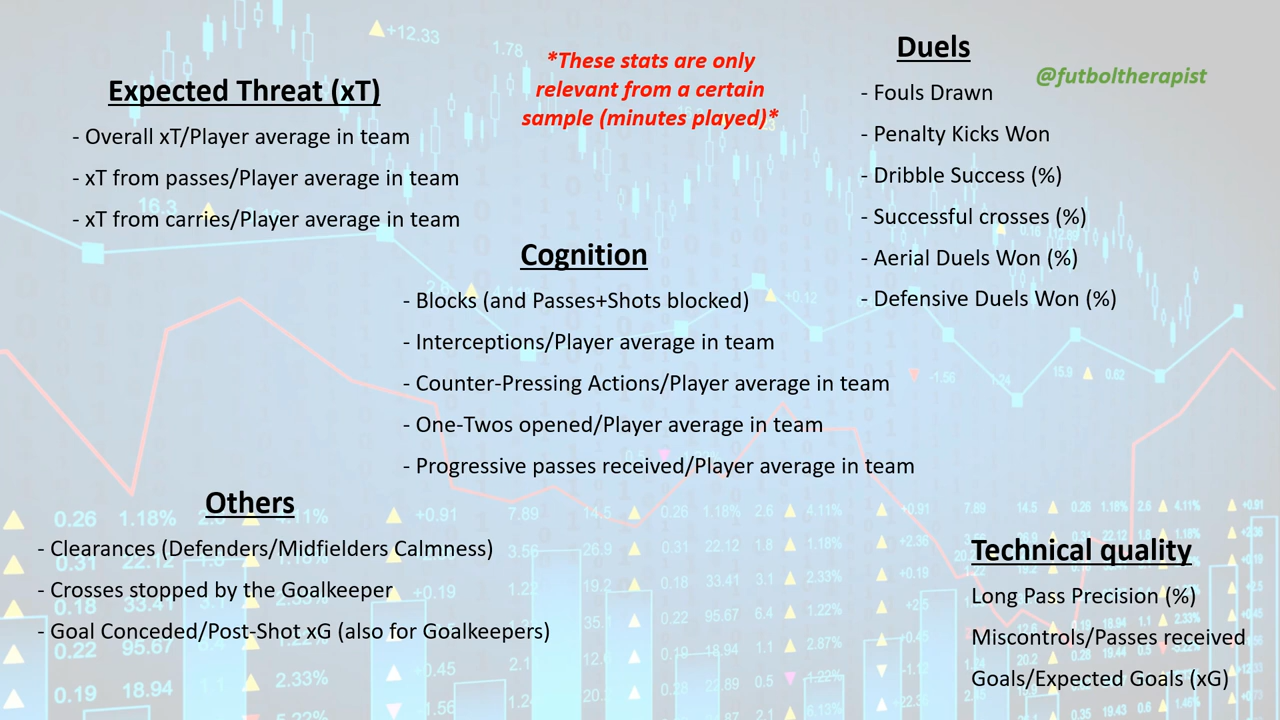 Expected Threat (xT)
- Overall xT/Player average in team
- xT from passes/Player average in team
- xT from carries/Player average in team
*These stats are only
relevant from a certain
sample (minutes played)*
Duels
@futboltherapist
- Fouls Drawn
- Penalty Kicks Won
- Dribble Success (%)
- Successful crosses (%)
- Aerial Duels Won (%)
- Defensive Duels Won (%)
Cognition
- Blocks (and Passes+Shots blocked)
- Interceptions/Player average in team
- Counter-Pressing Actions/Player average in team
- One-Twos opened/Player average in team
- Progressive passes received/Player average in team
Others
- Clearances (Defenders/Midfielders Calmness)
- Crosses stopped by the Goalkeeper
- Goal Conceded/Post-Shot xG (also for Goalkeepers)
Technical quality
Long Pass Precision (%)
Miscontrols/Passes received
Goals/Expected Goals (xG)